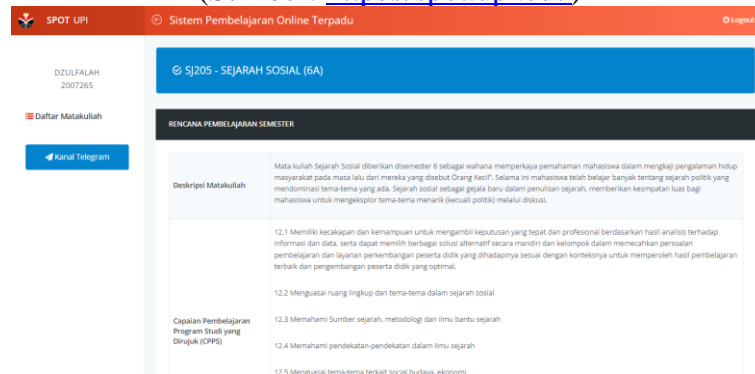 SPOT UPI
Sistem Pembelajaran Online Terpadu
Logout
DZULFALAH
2007265
Daftar Matakuliah
Kanal Telegram
SJ205 - SEJARAH SOSIAL (6A)
RENCANA PEMBELAJARAN SEMESTER
Deskripsi Matakuliah
Mata kuliah Sejarah Sosial diberikan disemester 6 sebagai wahana memperkaya pemahaman mahasiswa dalam mengkaji pengalaman hidup
masyarakat pada masa lalu dari mereka yang disebut Orang Kecil". Selama ini mahasiswa telah belajar banyak tentang sejarah politik yang
mendominasi tema-tema yang ada. Sejarah sosial sebagai gejala baru dalam penulisan sejarah, memberikan kesmpatan luas bagi
mahasiswa untuk mengeksplor tema-tema menarik (kecuali politik) melalui diskusi.
Capaian Pembelajaran
Program Studi yang
Dirujuk (CPPS)
12.1 Memiliki kecakapan dan kemampuan untuk mengambil keputusan yang tepat dan profesional berdasarkan hasil analisis terhadap
informasi dan data, serta dapat memilih berbagai solusi alternatif secara mandiri dan kelompok dalam memecahkan persoalan
pembelajaran dan layanan perkembangan peserta didik yang dihadapinya sesuai dengan konteksnya untuk memperoleh hasil pembelajaran
terbaik dan pengembangan peserta didik yang optimal.
12.2 Menguasai ruang lingkup dan tema-tema dalam sejarah sosial
12.3 Memahami Sumber sejarah, metodologi dan ilmu bantu sejarah
12.4 Memahami pendekatan-pendekatan dalam ilmu sejarah
12.5 Menguasai tema-tema terkait social budaya, ekonomi